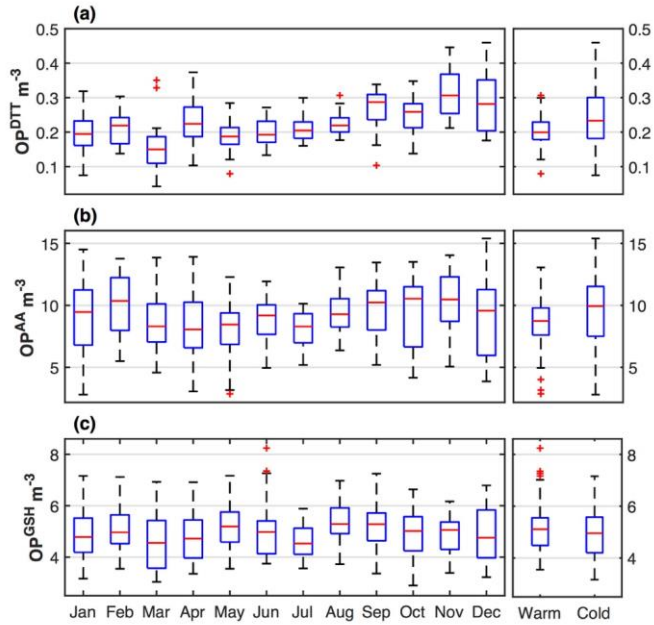 (a)
0.5 0.5
0.4 0.4
0.3 0.3
0.2 0.2
0.1 0.1
OP^DTT m^-3
(b)
15 15
10 10
5 5
OP^AA m^-3
(c)
8 8
6 6
4 4
OP^GSH m^-3
Jan Feb Mar Apr May Jun Jul Aug Sep Oct Nov Dec Warm Cold